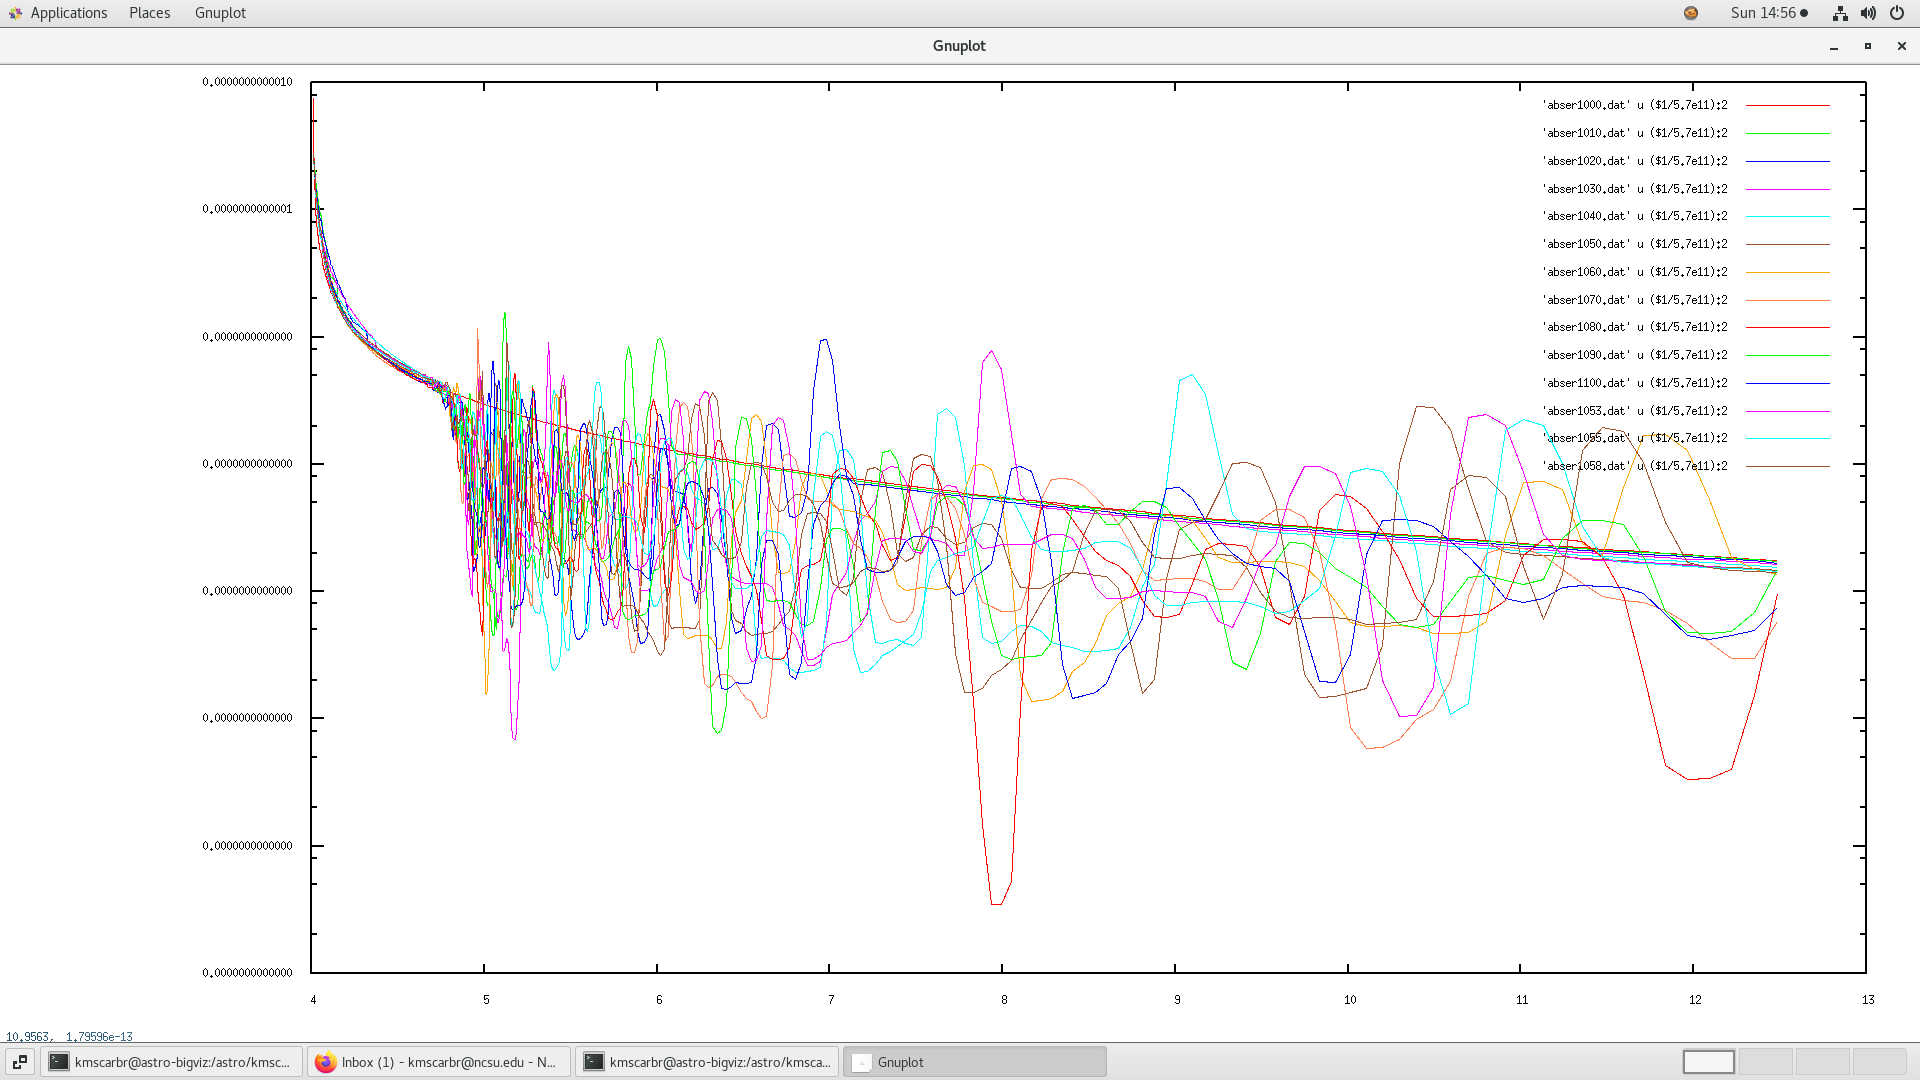 Applications Places Gnuplot Sun 14:56
Gnuplot
0.0000000000010
0.0000000000001
0.0000000000000
0.0000000000000
0.0000000000000
0.0000000000000
0.0000000000000
0.0000000000000
'abser1000.dat' u ($1/5.7e11):2
'abser1010.dat' u ($1/5.7e11):2
'abser1020.dat' u ($1/5.7e11):2
'abser1030.dat' u ($1/5.7e11):2
'abser1040.dat' u ($1/5.7e11):2
'abser1050.dat' u ($1/5.7e11):2
'abser1060.dat' u ($1/5.7e11):2
'abser1070.dat' u ($1/5.7e11):2
'abser1080.dat' u ($1/5.7e11):2
'abser1090.dat' u ($1/5.7e11):2
'abser1100.dat' u ($1/5.7e11):2
'abser1053.dat' u ($1/5.7e11):2
'abser1055.dat' u ($1/5.7e11):2
'abser1058.dat' u ($1/5.7e11):2
4 5 6 7 8 9 10 11 12 13
10.9563, 1.79596e-13
kmscarbr@astro-bigviz:/astro/kmsc... Inbox (1) - kmscarbr@ncsu.edu - N... kmscarbr@astro-bigviz:/astro/kmsca... Gnuplot